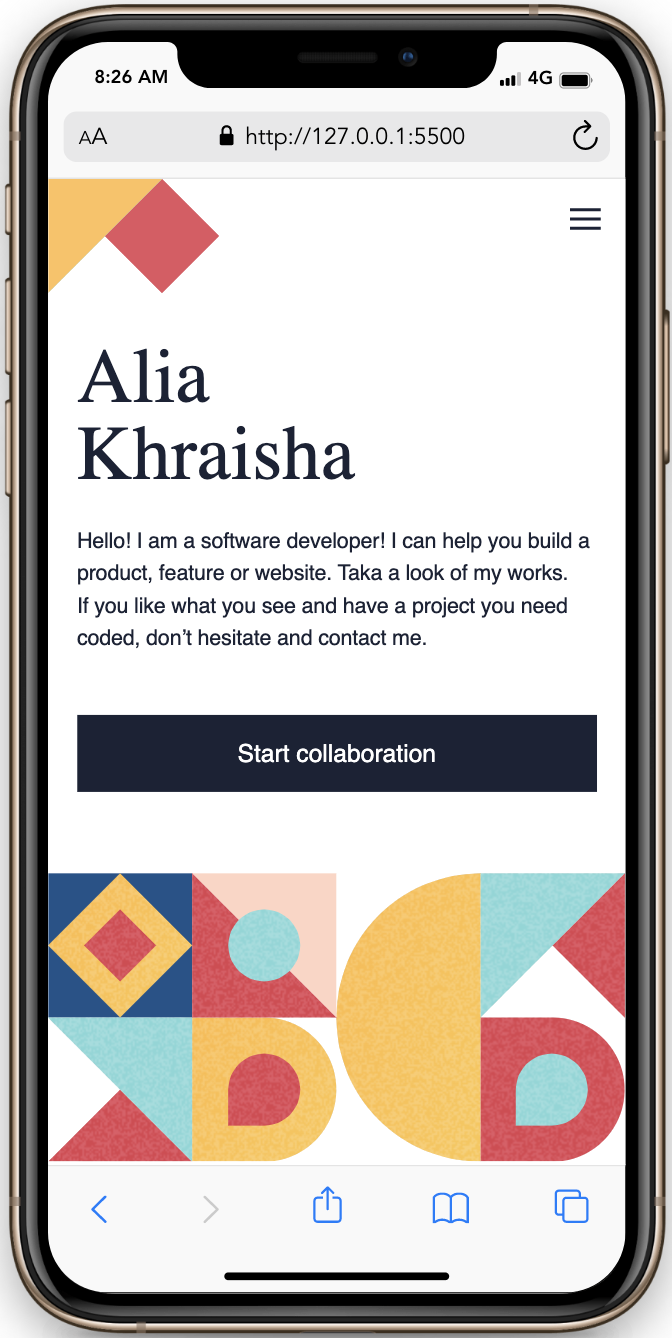 8:26 AM 4G
AA http://127.0.0.1:5500
Alia
Khraisha
Hello! I am a software developer! I can help you build a
product, feature or website. Taka a look of my works.
If you like what you see and have a project you need
coded, don’t hesitate and contact me.
Start collaboration